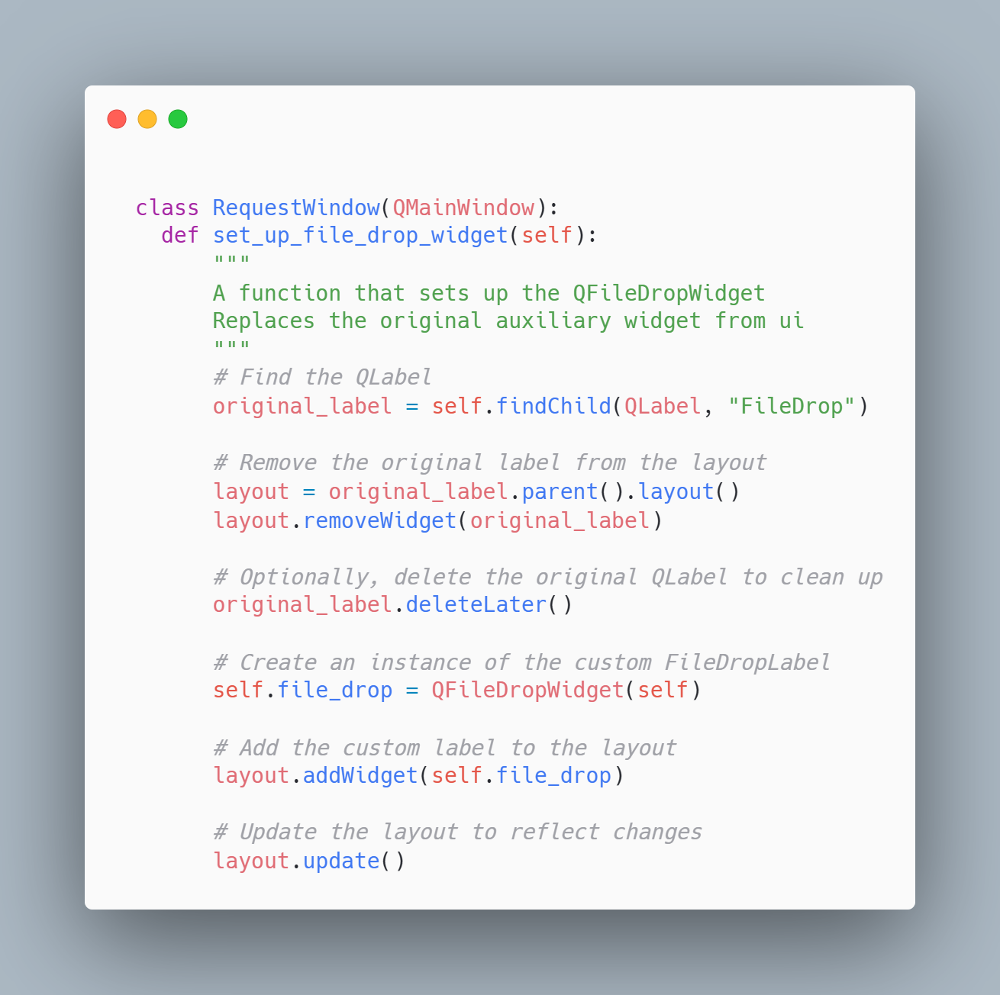 class RequestWindow(QMainWindow):
  def set_up_file_drop_widget(self):
      """
      A function that sets up the QFileDropWidget
      Replaces the original auxiliary widget from ui
      """
      # Find the QLabel
      original_label = self.findChild(QLabel, "FileDrop")

      # Remove the original label from the layout
      layout = original_label.parent().layout()
      layout.removeWidget(original_label)

      # Optionally, delete the original QLabel to clean up
      original_label.deleteLater()

      # Create an instance of the custom FileDropLabel
      self.file_drop = QFileDropWidget(self)

      # Add the custom label to the layout
      layout.addWidget(self.file_drop)

      # Update the layout to reflect changes
      layout.update()